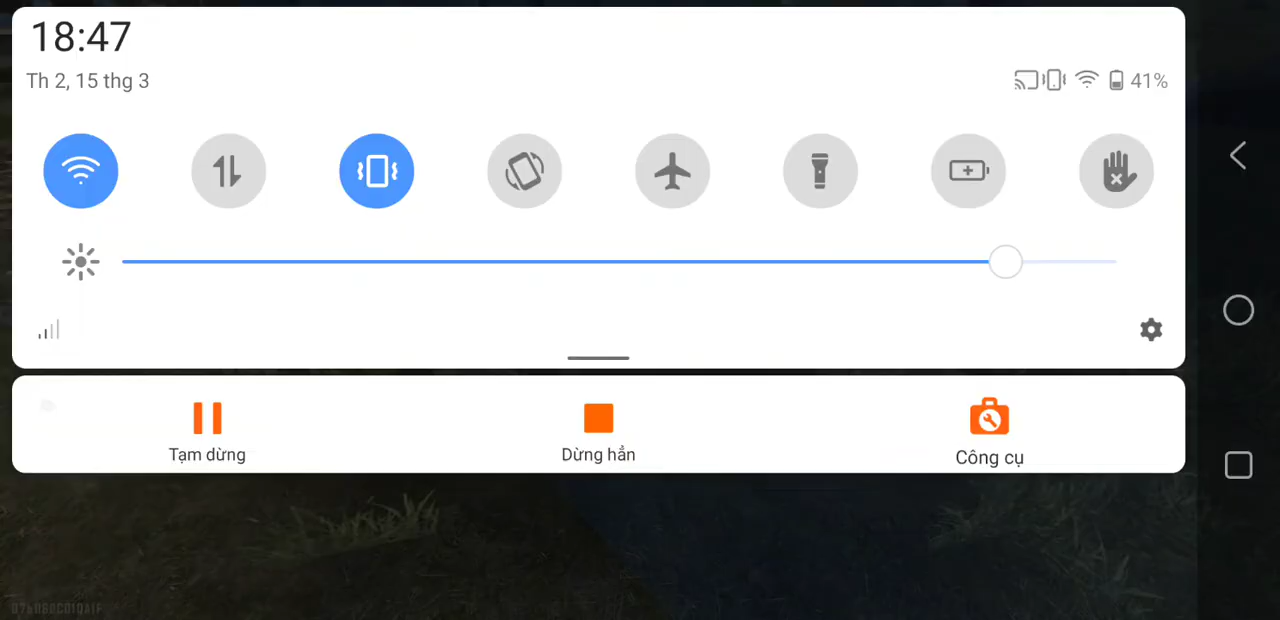 18:47
Th 2, 15 thg 3
41%
Tạm dừng
Dừng hẳn
Công cụ